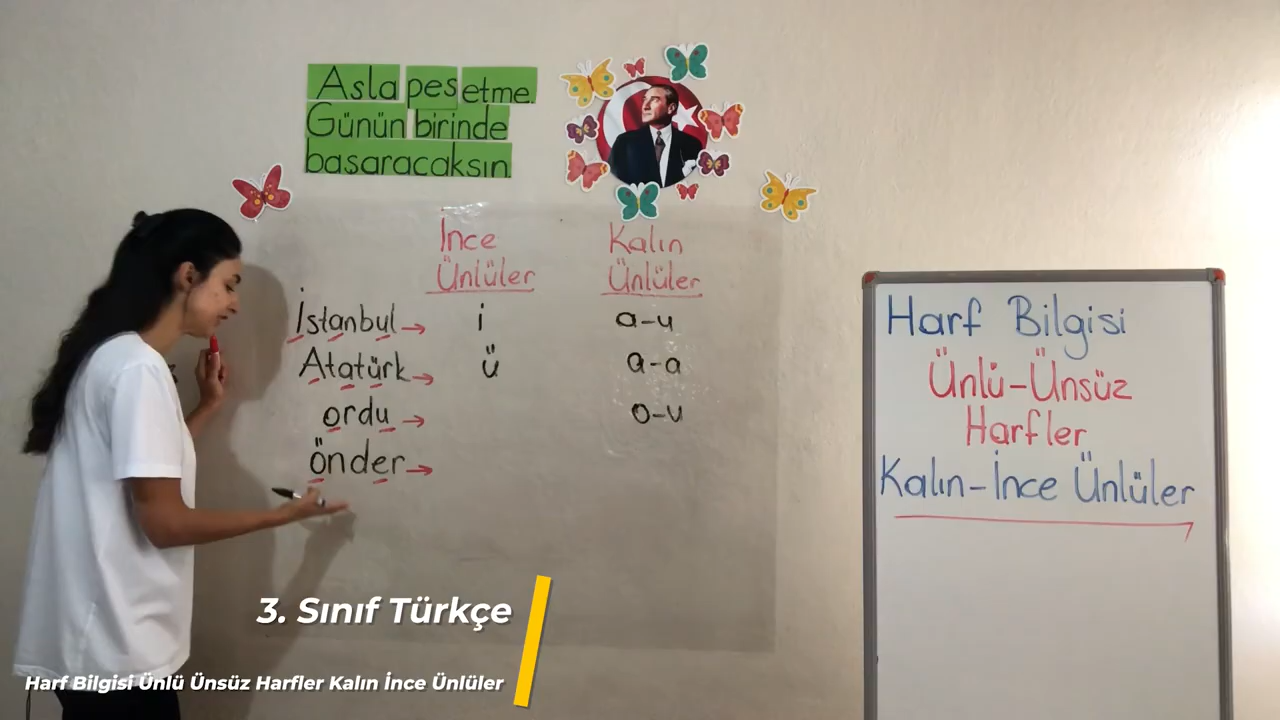 Asla pes etme.
Günün birinde
başaracaksın.
İnce Ünlüler
Kalın Ünlüler
İstanbul → i a-u
Atatürk → ü a-a
ordu → o-u
önder →
Harf Bilgisi
Ünlü-Ünsüz
Harfler
Kalın-İnce Ünlüler
3. Sınıf Türkçe
Harf Bilgisi Ünlü Ünsüz Harfler Kalın İnce Ünlüler